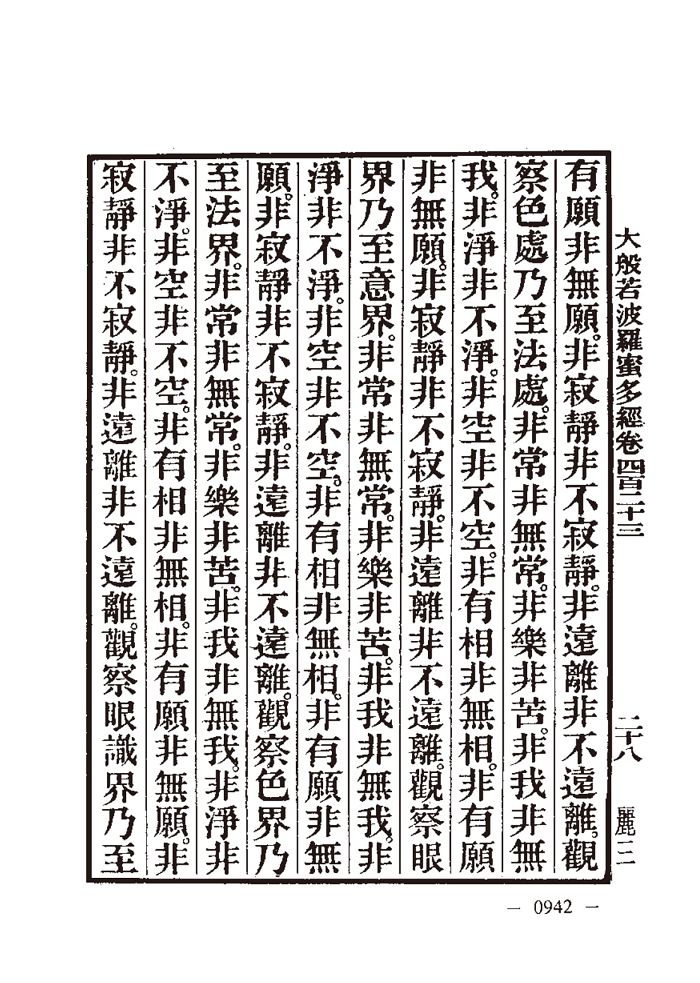 大般若波羅蜜多經卷四百二十三 二十八 麗三
有願非無願。非寂靜非不寂靜。非遠離非不遠離。觀
察色處乃至法處。非常非無常。非樂非苦。非我非無
我。非淨非不淨。非空非不空。非有相非無相。非有願
非無願。非寂靜非不寂靜。非遠離非不遠離。觀察眼
界乃至意界。非常非無常。非樂非苦。非我非無我。非
淨非不淨。非空非不空。非有相非無相。非有願非無
願。非寂靜非不寂靜。非遠離非不遠離。觀察色界乃
至法界。非常非無常。非樂非苦。非我非無我。非淨非
不淨。非空非不空。非有相非無相。非有願非無願。非
寂靜非不寂靜。非遠離非不遠離。觀察眼識界乃至
— 0942 —